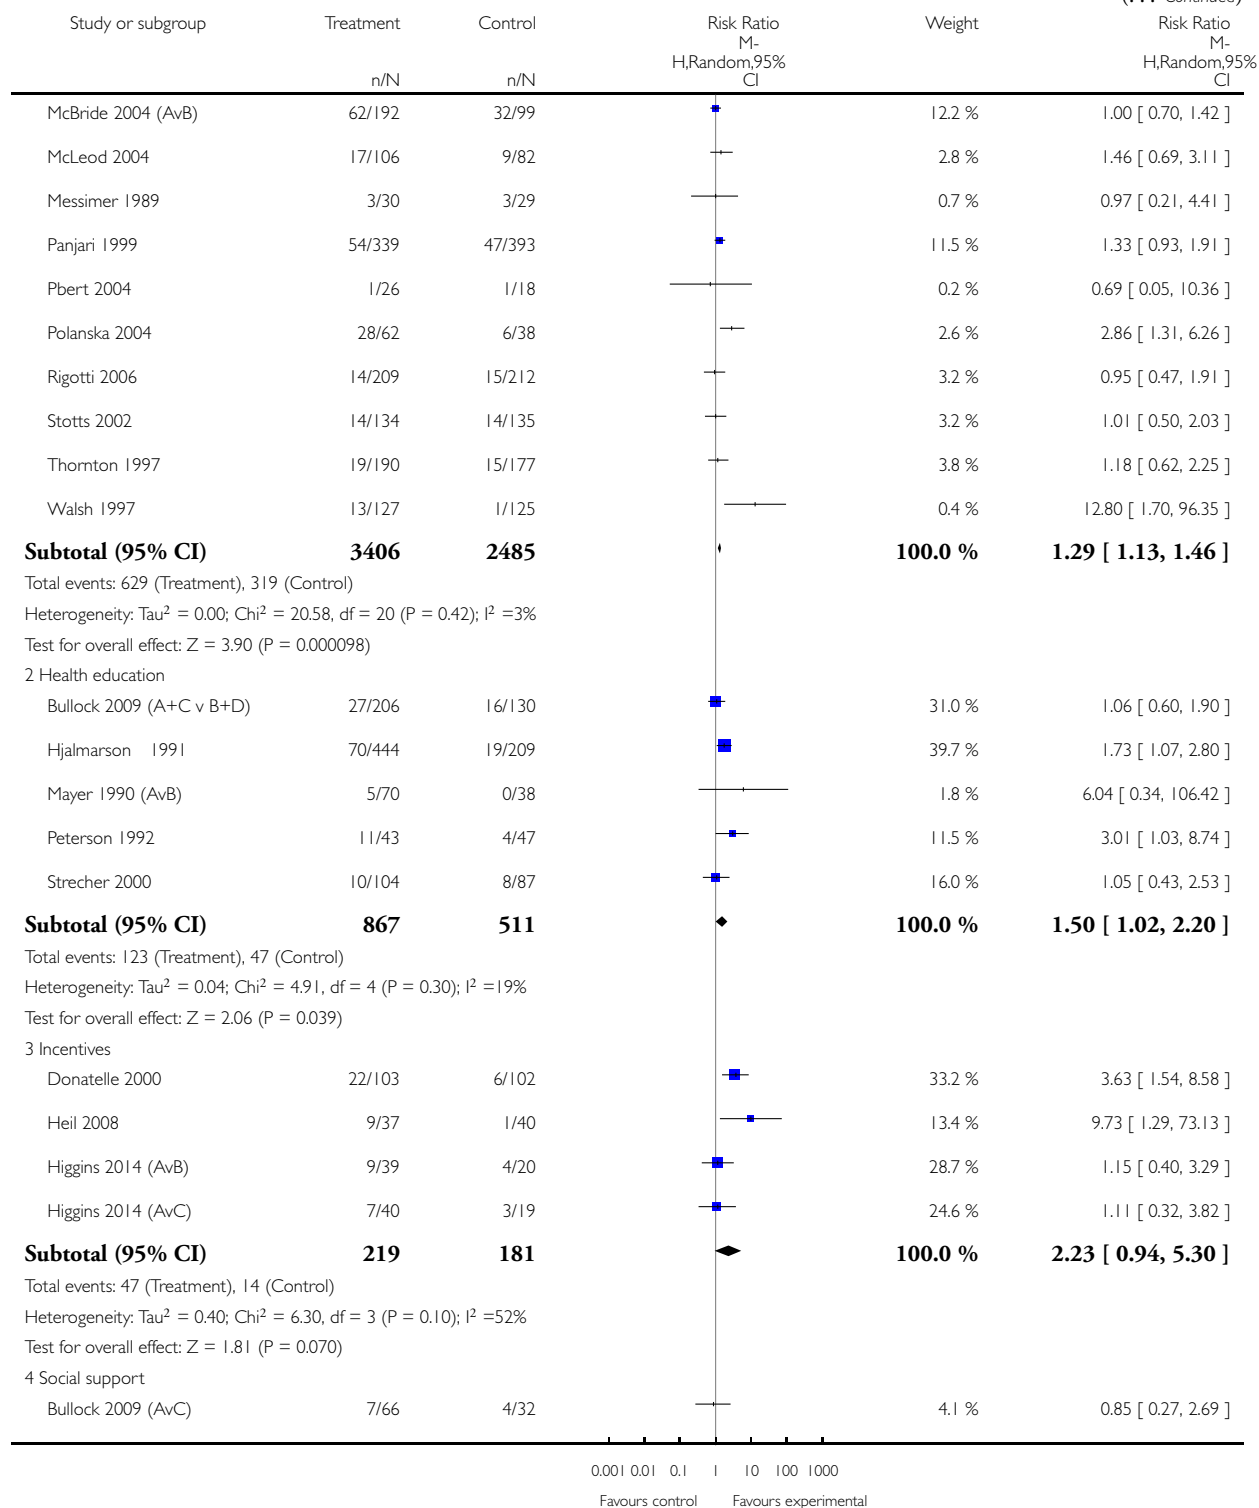 Continued)
Study or subgroup Treatment Control Risk Ratio Weight Risk Ratio
M- M-
H,Random,95% H,Random,95%
n/N n/N CI CI
McBride 2004 (AvB) 62/192 32/99 12.2 % 1.00 [ 0.70, 1.42 ]
McLeod 2004 17/106 9/82 2.8 % 1.46 [ 0.69, 3.11 ]
Messimer 1989 3/30 3/29 0.7 % 0.97 [ 0.21, 4.41 ]
Panjari 1999 54/339 47/393 11.5 % 1.33 [ 0.93, 1.91 ]
Pbert 2004 1/26 1/18 0.2 % 0.69 [ 0.05, 10.36 ]
Polanska 2004 28/62 6/38 2.6 % 2.86 [ 1.31, 6.26 ]
Rigotti 2006 14/209 15/212 3.2 % 0.95 [ 0.47, 1.91 ]
Stotts 2002 14/134 14/135 3.2 % 1.01 [ 0.50, 2.03 ]
Thornton 1997 19/190 15/177 3.8 % 1.18 [ 0.62, 2.25 ]
Walsh 1997 13/127 1/125 0.4 % 12.80 [ 1.70, 96.35 ]
Subtotal (95% CI) 3406 2485 100.0 % 1.29 [ 1.13, 1.46 ]
Total events: 629 (Treatment), 319 (Control)
Heterogeneity: Tau² = 0.00; Chi² = 20.58, df = 20 (P = 0.42); I² =3%
Test for overall effect: Z = 3.90 (P = 0.000098)
2 Health education
Bullock 2009 (A+C v B+D) 27/206 16/130 31.0 % 1.06 [ 0.60, 1.90 ]
Hjalmarson 1991 70/444 19/209 39.7 % 1.73 [ 1.07, 2.80 ]
Mayer 1990 (AvB) 5/70 0/38 1.8 % 6.04 [ 0.34, 106.42 ]
Peterson 1992 11/43 4/47 11.5 % 3.01 [ 1.03, 8.74 ]
Strecher 2000 10/104 8/87 16.0 % 1.05 [ 0.43, 2.53 ]
Subtotal (95% CI) 867 511 100.0 % 1.50 [ 1.02, 2.20 ]
Total events: 123 (Treatment), 47 (Control)
Heterogeneity: Tau² = 0.04; Chi² = 4.91, df = 4 (P = 0.30); I² =19%
Test for overall effect: Z = 2.06 (P = 0.039)
3 Incentives
Donatelle 2000 22/103 6/102 33.2 % 3.63 [ 1.54, 8.58 ]
Heil 2008 9/37 1/40 13.4 % 9.73 [ 1.29, 73.13 ]
Higgins 2014 (AvB) 9/39 4/20 28.7 % 1.15 [ 0.40, 3.29 ]
Higgins 2014 (AvC) 7/40 3/19 24.6 % 1.11 [ 0.32, 3.82 ]
Subtotal (95% CI) 219 181 100.0 % 2.23 [ 0.94, 5.30 ]
Total events: 47 (Treatment), 14 (Control)
Heterogeneity: Tau² = 0.40; Chi² = 6.30, df = 3 (P = 0.10); I² =52%
Test for overall effect: Z = 1.81 (P = 0.070)
4 Social support
Bullock 2009 (AvC) 7/66 4/32 4.1 % 0.85 [ 0.27, 2.69 ]
0.001 0.01 0.1 1 10 100 1000
Favours control Favours experimental